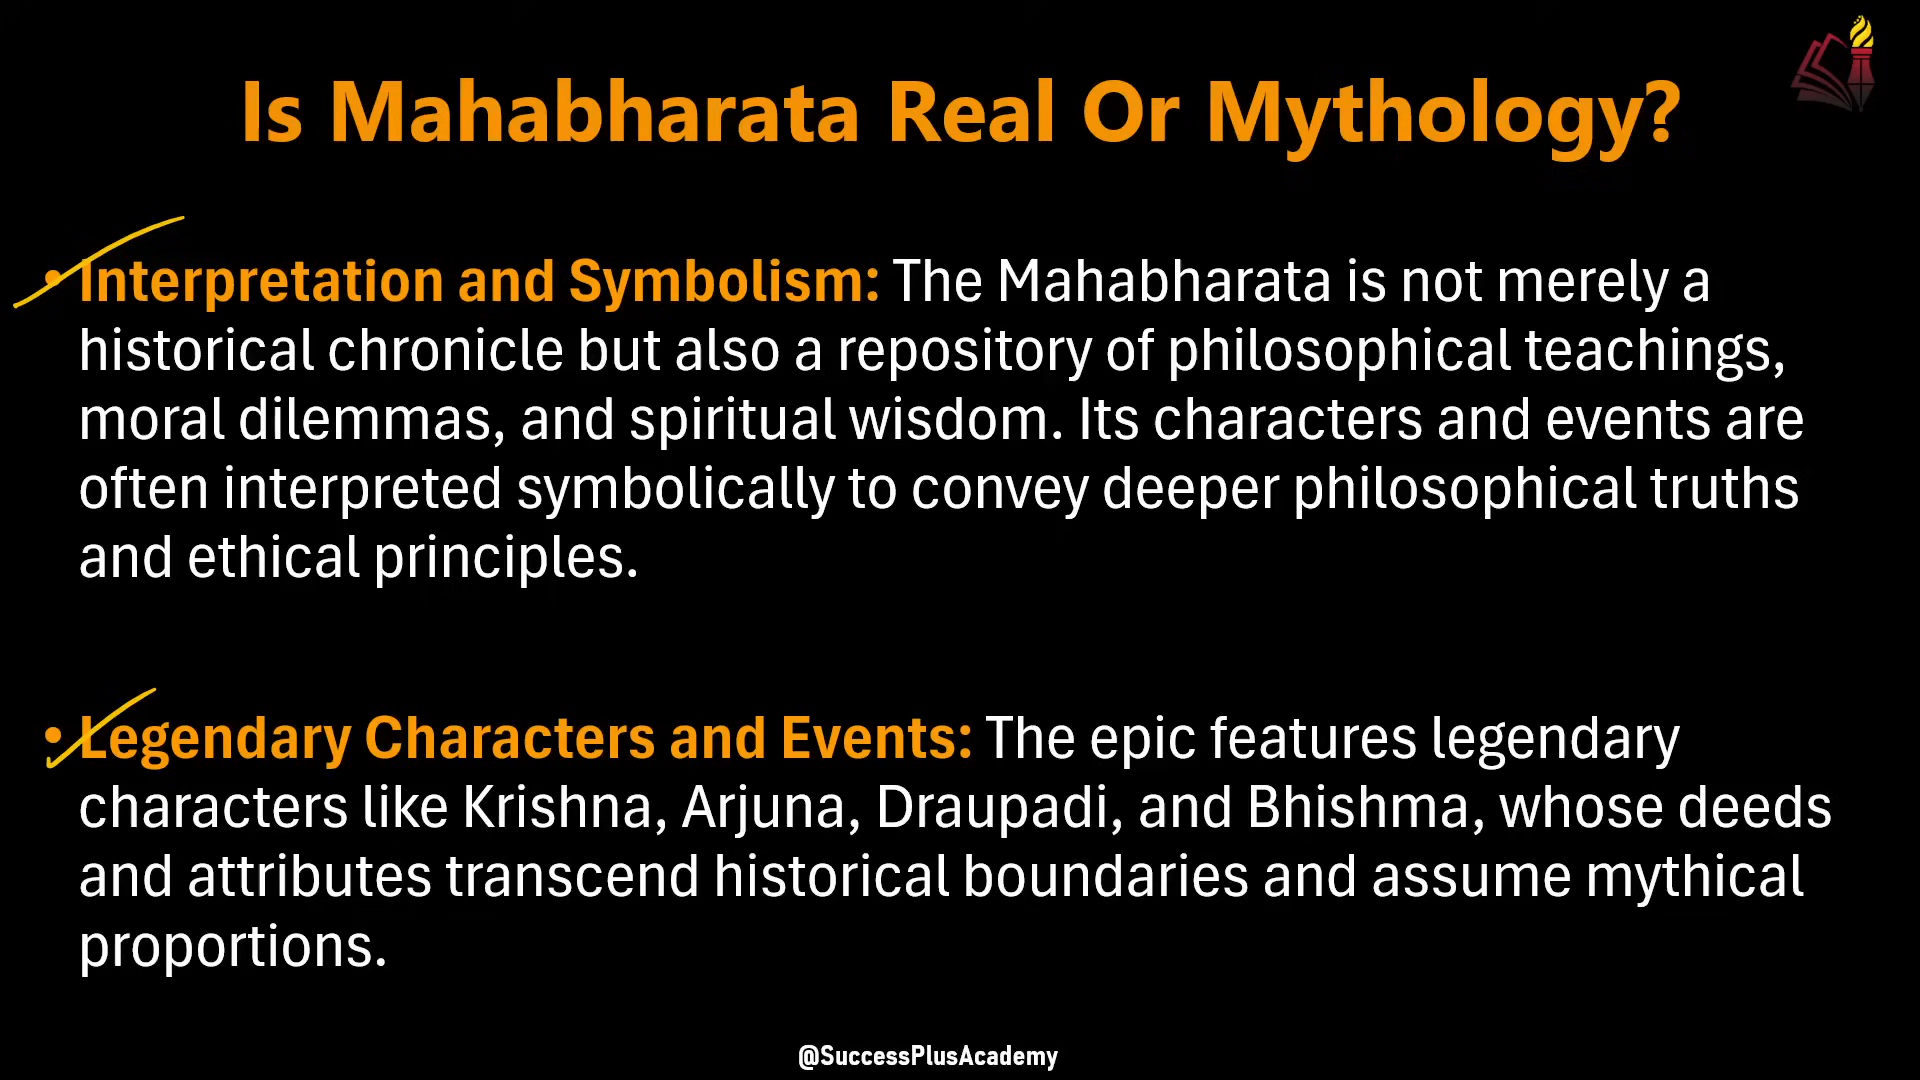 Is Mahabharata Real Or Mythology?
• Interpretation and Symbolism: The Mahabharata is not merely a
historical chronicle but also a repository of philosophical teachings,
moral dilemmas, and spiritual wisdom. Its characters and events are
often interpreted symbolically to convey deeper philosophical truths
and ethical principles.
• Legendary Characters and Events: The epic features legendary
characters like Krishna, Arjuna, Draupadi, and Bhishma, whose deeds
and attributes transcend historical boundaries and assume mythical
proportions.
@SuccessPlusAcademy